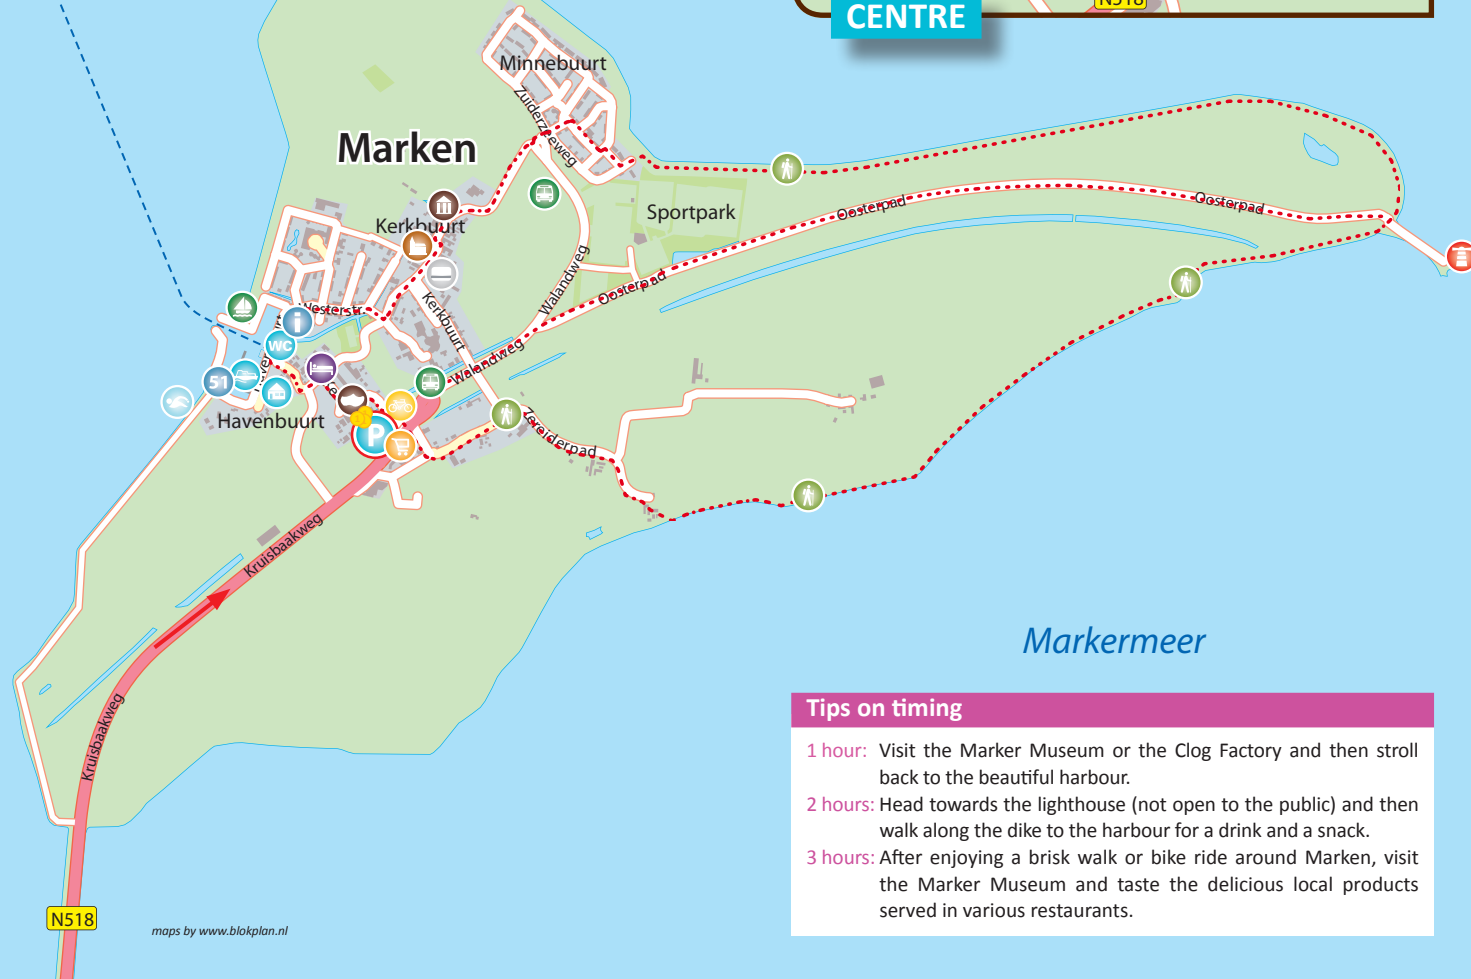 N518
CENTRE
Minnebuurt
Zuiderzeeweg
Marken
Sportpark
Oosterpad
Oosterpad
Kerkbuurt
Walandweg
Oosterpad
Westerstr.
Kerkbuurt
i
WC
51
Walandweg
Havenbuurt
P
Zereiderpad
Kruisbaakweg
Kruisbaakweg
Markermeer
Tips on timing
1 hour: Visit the Marker Museum or the Clog Factory and then stroll
back to the beautiful harbour.
2 hours: Head towards the lighthouse (not open to the public) and then
walk along the dike to the harbour for a drink and a snack.
3 hours: After enjoying a brisk walk or bike ride around Marken, visit
the Marker Museum and taste the delicious local products
served in various restaurants.
N518
maps by www.blokplan.nl